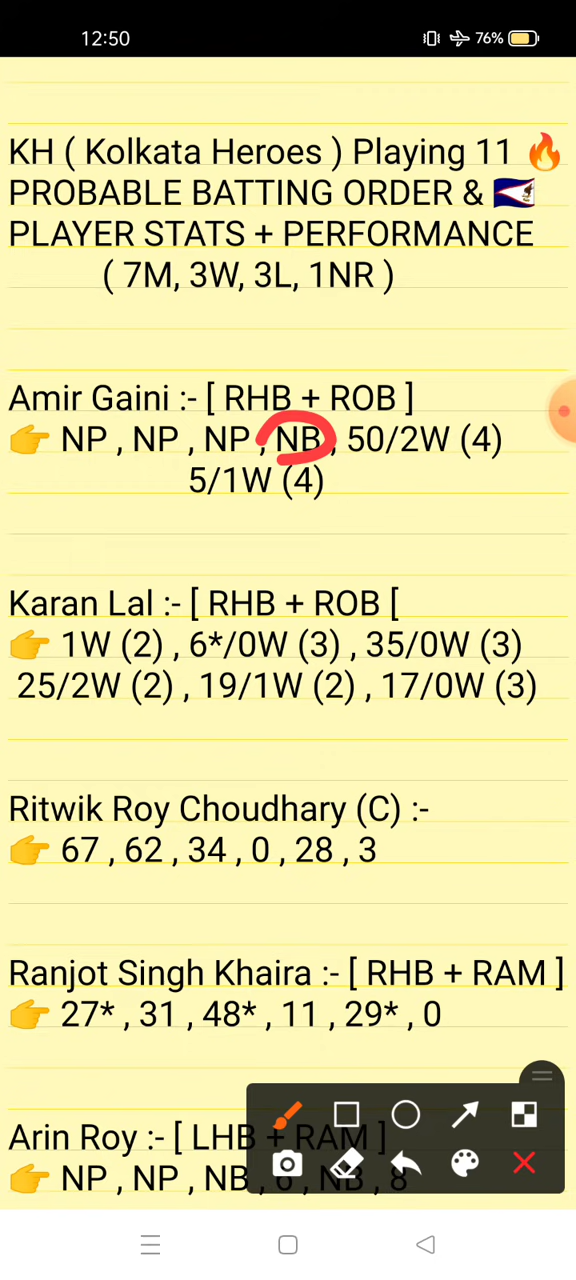 12:50
76%
KH ( Kolkata Heroes ) Playing 11 🔥
PROBABLE BATTING ORDER & 🇦🇸
PLAYER STATS + PERFORMANCE
( 7M, 3W, 3L, 1NR )
Amir Gaini :- [ RHB + ROB ]
👉 NP , NP , NP , NB , 50/2W (4)
5/1W (4)
Karan Lal :- [ RHB + ROB [
👉 1W (2) , 6*/0W (3) , 35/0W (3)
25/2W (2) , 19/1W (2) , 17/0W (3)
Ritwik Roy Choudhary (C) :-
👉 67 , 62 , 34 , 0 , 28 , 3
Ranjot Singh Khaira :- [ RHB + RAM ]
👉 27* , 31 , 48* , 11 , 29* , 0
Arin Roy :- [ LHB + RAM ]
👉 NP , NP , NB , 6 , NB , 8